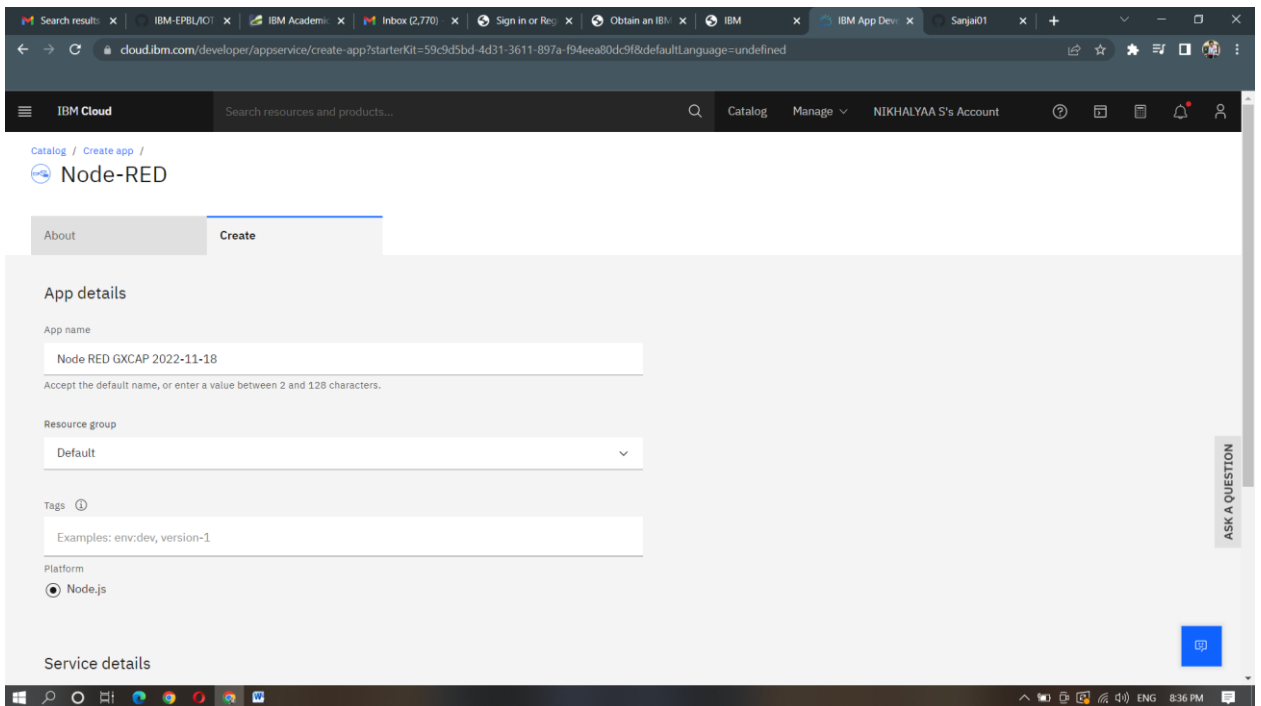 Search results
IBM-EPBL/IOT
IBM Academic
Inbox (2,770)
Sign in or Reg
Obtain an IBM
IBM
IBM App Deve
Sanjai01
cloud.ibm.com/developer/appservice/create-app?starterKit=59c9d5bd-4d31-3611-897a-f94eea80dc9f&defaultLanguage=undefined
IBM Cloud
Search resources and products...
Catalog
Manage
NIKHALYAA S's Account
Catalog / Create app /
Node-RED
About
Create
App details
App name
Node RED GXCAP 2022-11-18
Accept the default name, or enter a value between 2 and 128 characters.
Resource group
Default
Tags
Examples: env:dev, version-1
Platform
Node.js
Service details
ASK A QUESTION
ENG
8:36 PM